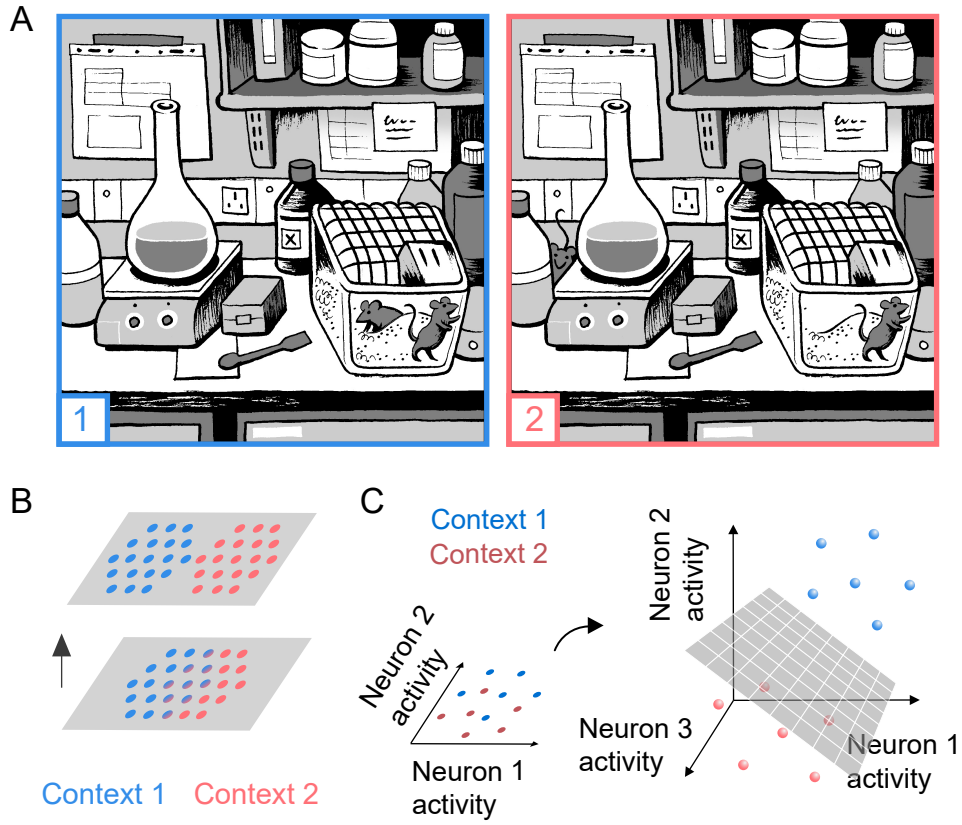 A
X
1
X
2
B
Context 1
Context 2
C
Context 1
Context 2
Neuron 2
activity
Neuron 1
activity
Neuron 2
activity
Neuron 3
activity
Neuron 1
activity